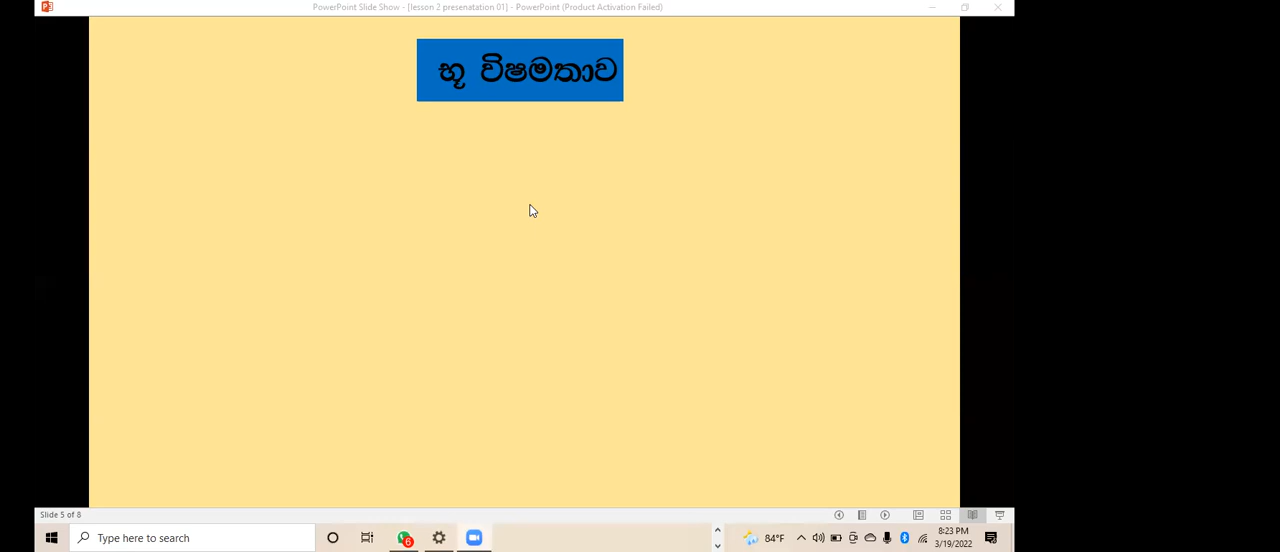 PowerPoint Slide Show - [lesson 2 presenatation 01] - PowerPoint (Product Activation Failed)
භූ විෂමතාව
Slide 5 of 8
Type here to search
6
84°F
8:23 PM
3/19/2022